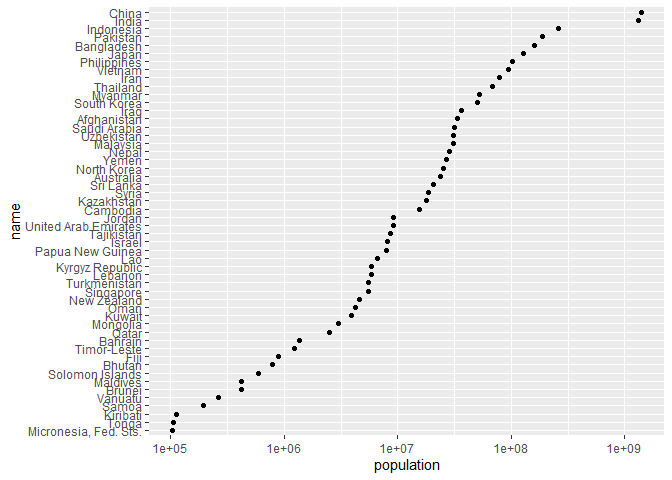 China
India
Indonesia
Pakistan
Bangladesh
Japan
Philippines
Vietnam
Iran
Thailand
Myanmar
South Korea
Iraq
Afghanistan
Saudi Arabia
Uzbekistan
Malaysia
Nepal
Yemen
North Korea
Australia
Sri Lanka
Syria
Kazakhstan
Cambodia
Jordan
United Arab Emirates
Tajikistan
Israel
Papua New Guinea
Lao
Kyrgyz Republic
Lebanon
Turkmenistan
Singapore
New Zealand
Oman
Kuwait
Mongolia
Qatar
Bahrain
Timor-Leste
Fiji
Bhutan
Solomon Islands
Maldives
Brunei
Vanuatu
Samoa
Kiribati
Tonga
Micronesia, Fed. Sts.
name
1e+05 1e+06 1e+07 1e+08 1e+09
population